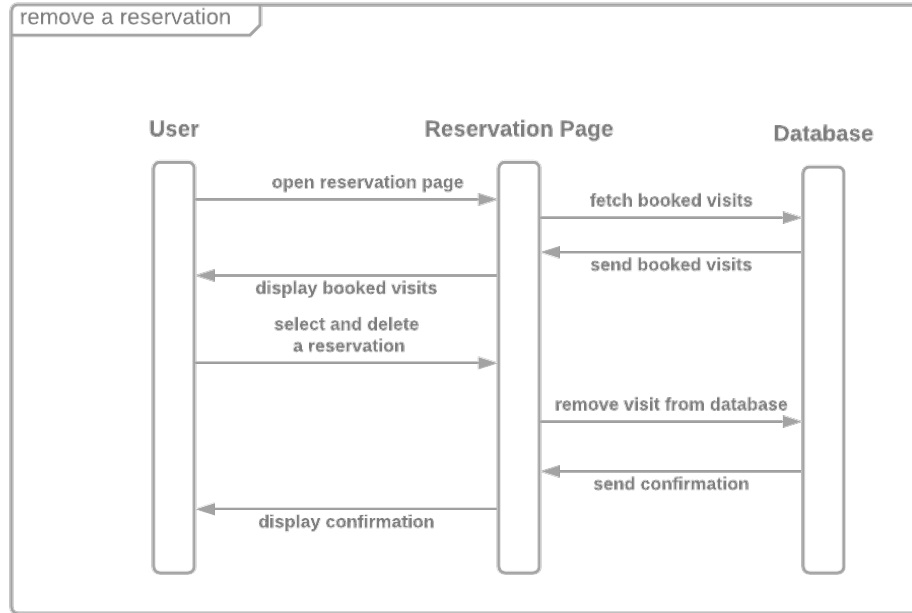 remove a reservation
User
Reservation Page
Database
open reservation page
fetch booked visits
send booked visits
display booked visits
select and delete
a reservation
remove visit from database
send confirmation
display confirmation